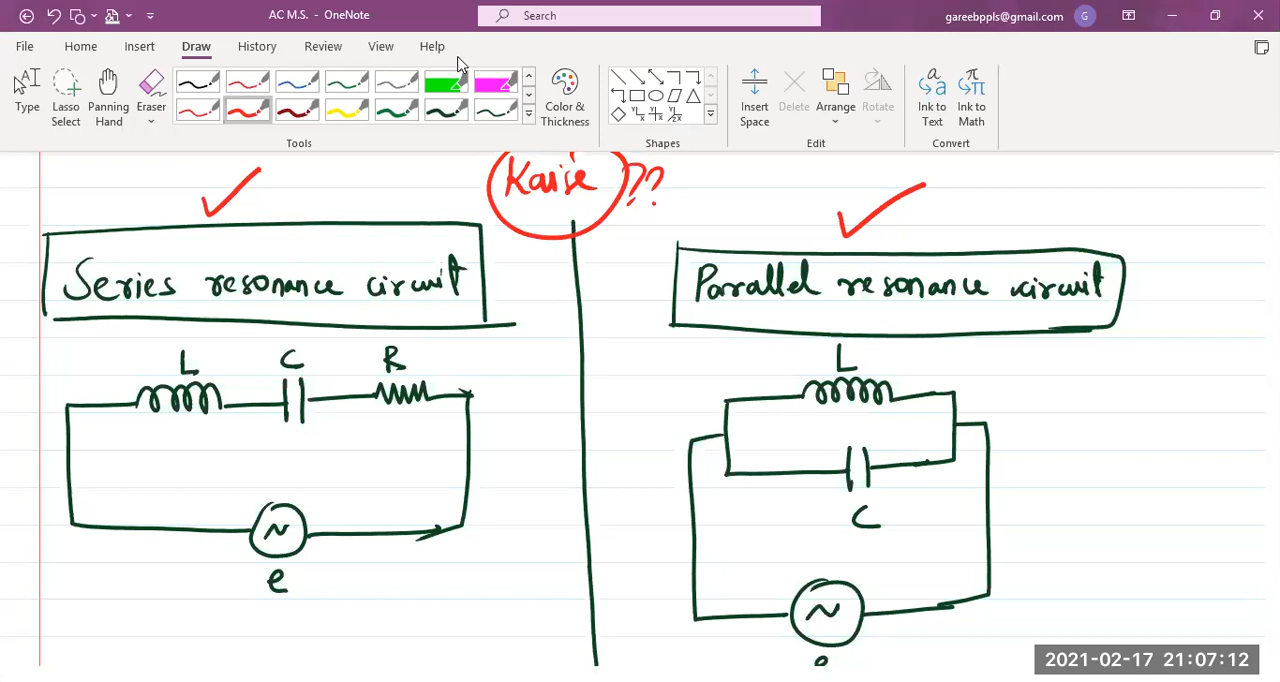 AC M.S. - OneNote
Search
gareebppls@gmail.com
G
File Home Insert Draw History Review View Help
Type
Lasso Select
Panning Hand
Eraser
Color & Thickness
Insert Space
Delete
Arrange
Rotate
Ink to Text
Ink to Math
Tools
Shapes
Edit
Convert
Kaise ??
Series resonance circuit
L C R
e
Parallel resonance circuit
L
C
e
2021-02-17 21:07:12